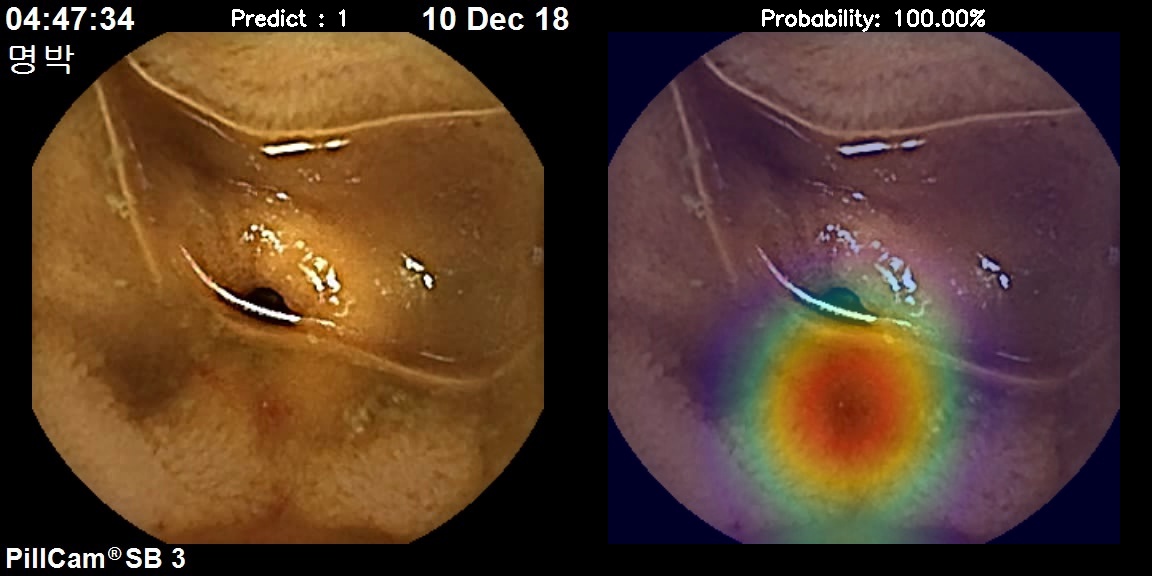 04:47:34
Predict : 1
10 Dec 18
Probability: 100.00%
명박
PillCam® SB 3